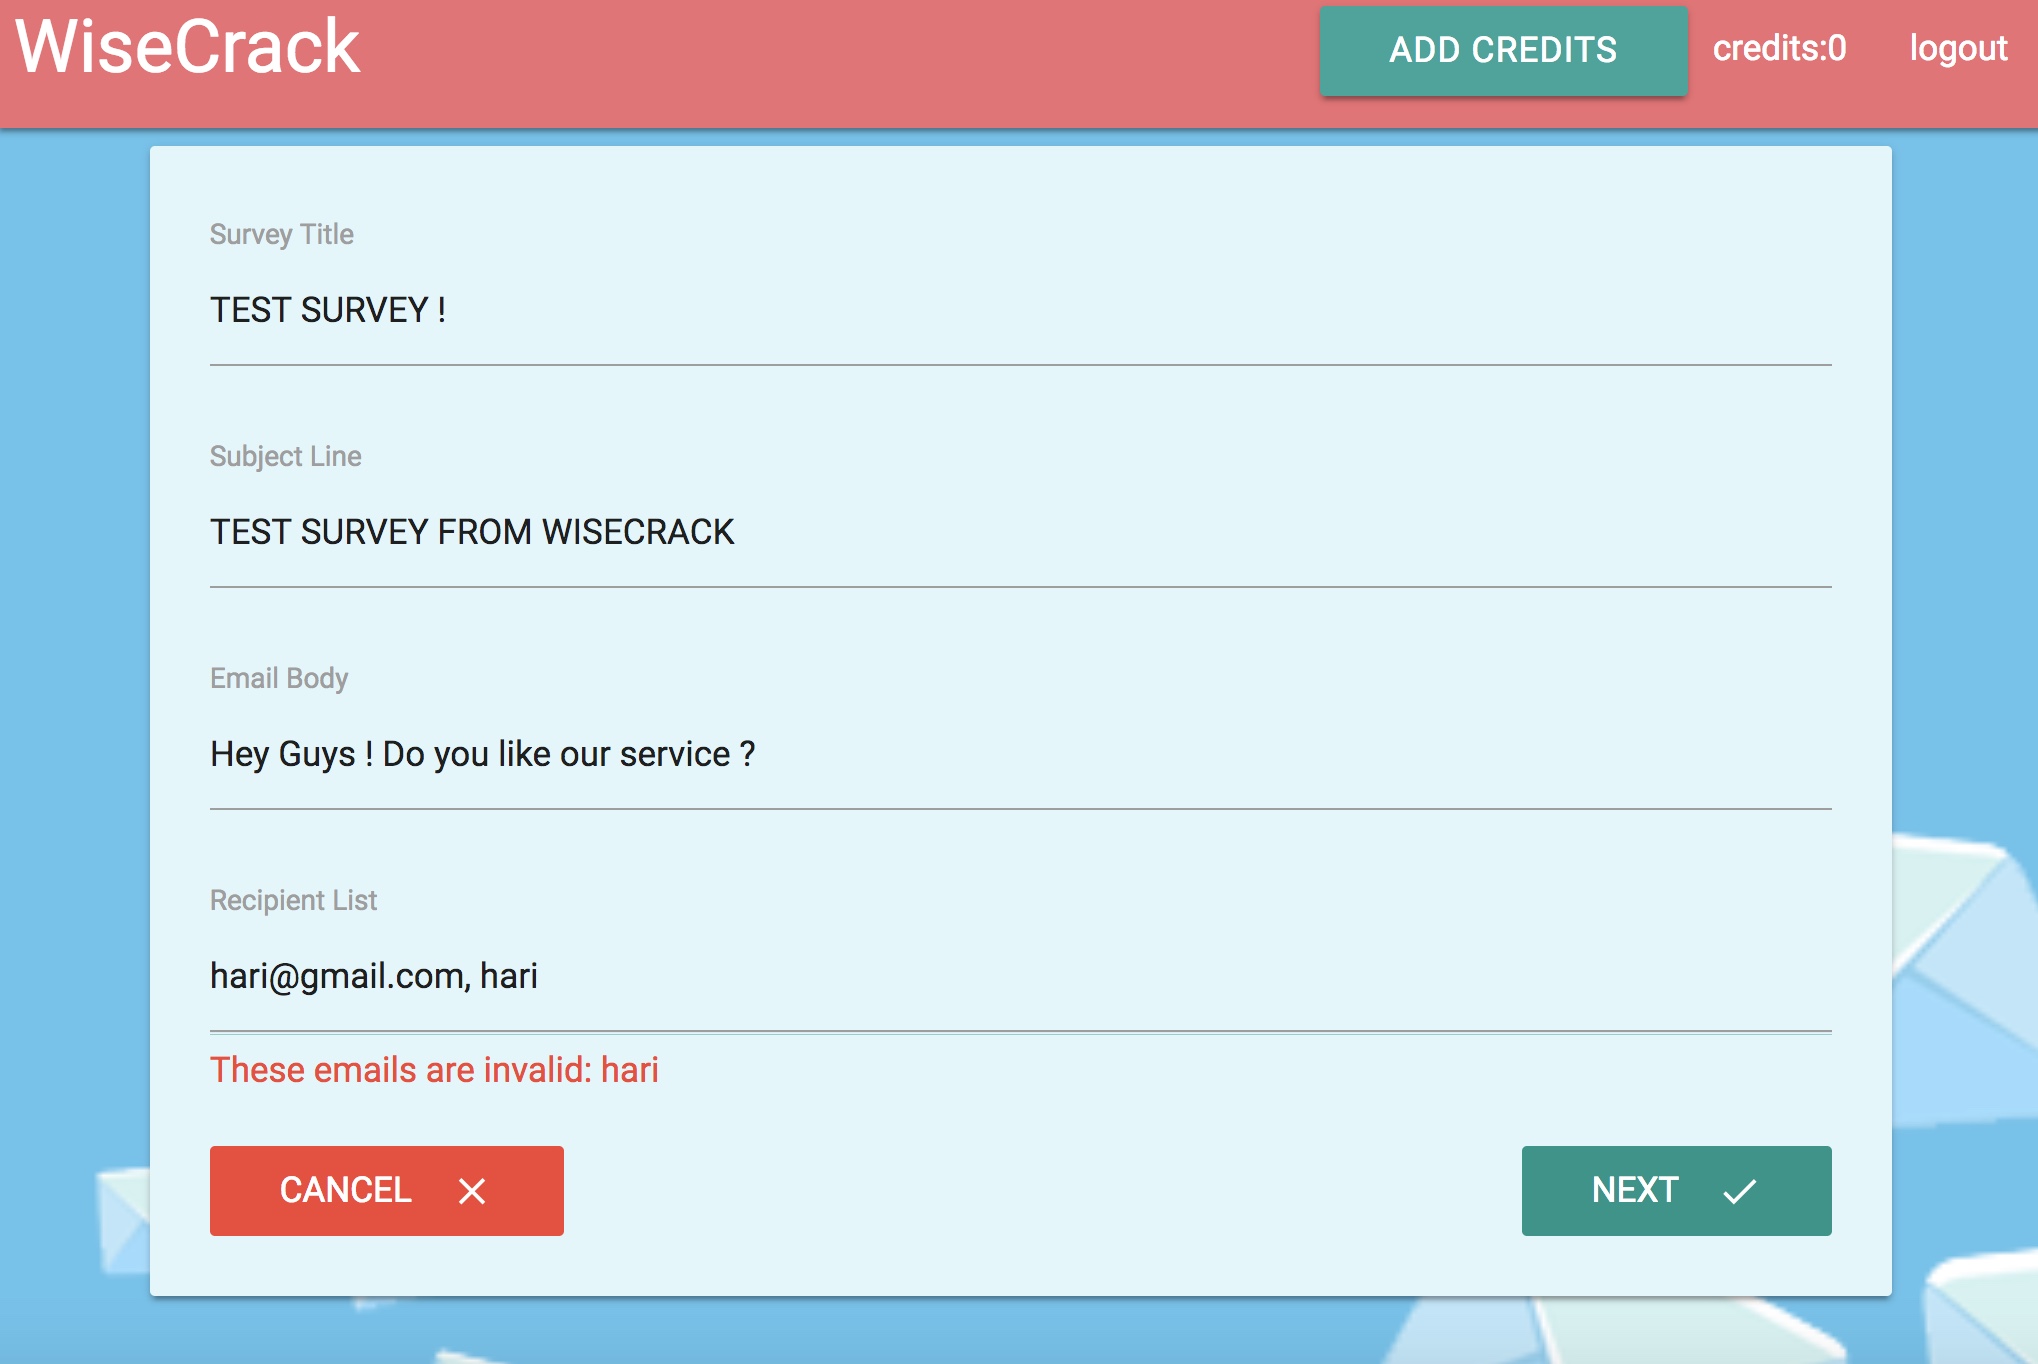 WiseCrack
ADD CREDITS
credits:0
logout
Survey Title
TEST SURVEY !
Subject Line
TEST SURVEY FROM WISECRACK
Email Body
Hey Guys ! Do you like our service ?
Recipient List
hari@gmail.com, hari
These emails are invalid: hari
CANCEL
NEXT